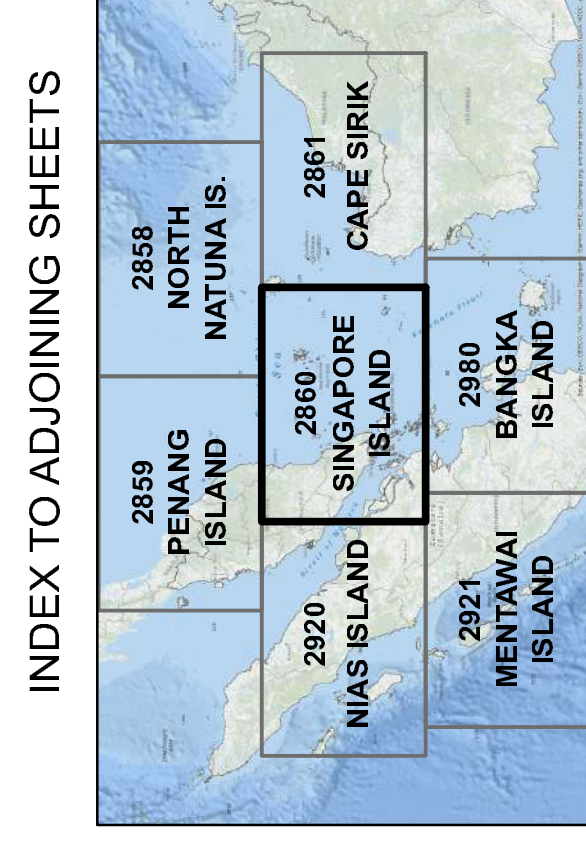 INDEX TO ADJOINING SHEETS
2859
PENANG
ISLAND
2858
NORTH
NATUNA IS.
2920
NIAS ISLAND
2860
SINGAPORE
ISLAND
2861
CAPE SIRIK
2921
MENTAWAI
ISLAND
2980
BANGKA
ISLAND